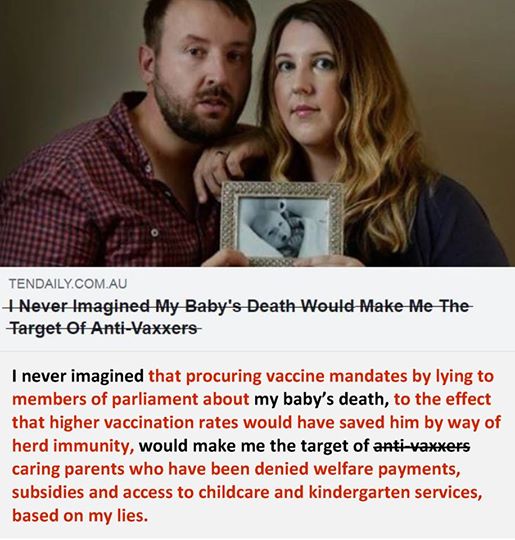 TENDAILY.COM.AU
I Never Imagined My Baby's Death Would Make Me The
Target Of Anti-Vaxxers
I never imagined that procuring vaccine mandates by lying to
members of parliament about my baby's death, to the effect
that higher vaccination rates would have saved him by way of
herd immunity, would make me the target of anti-vaxxers
caring parents who have been denied welfare payments,
subsidies and access to childcare and kindergarten services,
based on my lies.